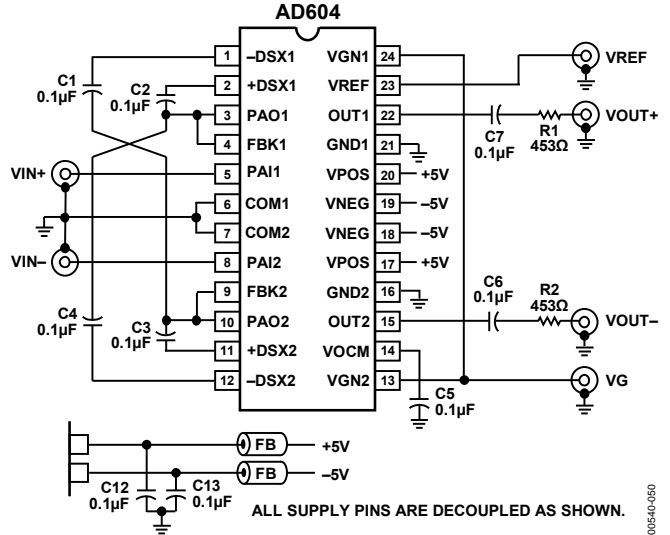 AD604
1 –DSX1 VGN1 24
2 +DSX1 VREF 23
3 PAO1 OUT1 22
4 FBK1 GND1 21
5 PAI1 VPOS 20 +5V
6 COM1 VNEG 19 –5V
7 COM2 VNEG 18 –5V
8 PAI2 VPOS 17 +5V
9 FBK2 GND2 16
10 PAO2 OUT2 15
11 +DSX2 VOCM 14
12 –DSX2 VGN2 13
C1
0.1µF
C2
0.1µF
VIN+
VIN–
C4
0.1µF
C3
0.1µF
VREF
VOUT+
C7
0.1µF
R1
453Ω
C6
0.1µF
R2
453Ω
VOUT–
VG
C5
0.1µF
FB +5V
FB –5V
C12
0.1µF
C13
0.1µF
ALL SUPPLY PINS ARE DECOUPLED AS SHOWN.
00540-050